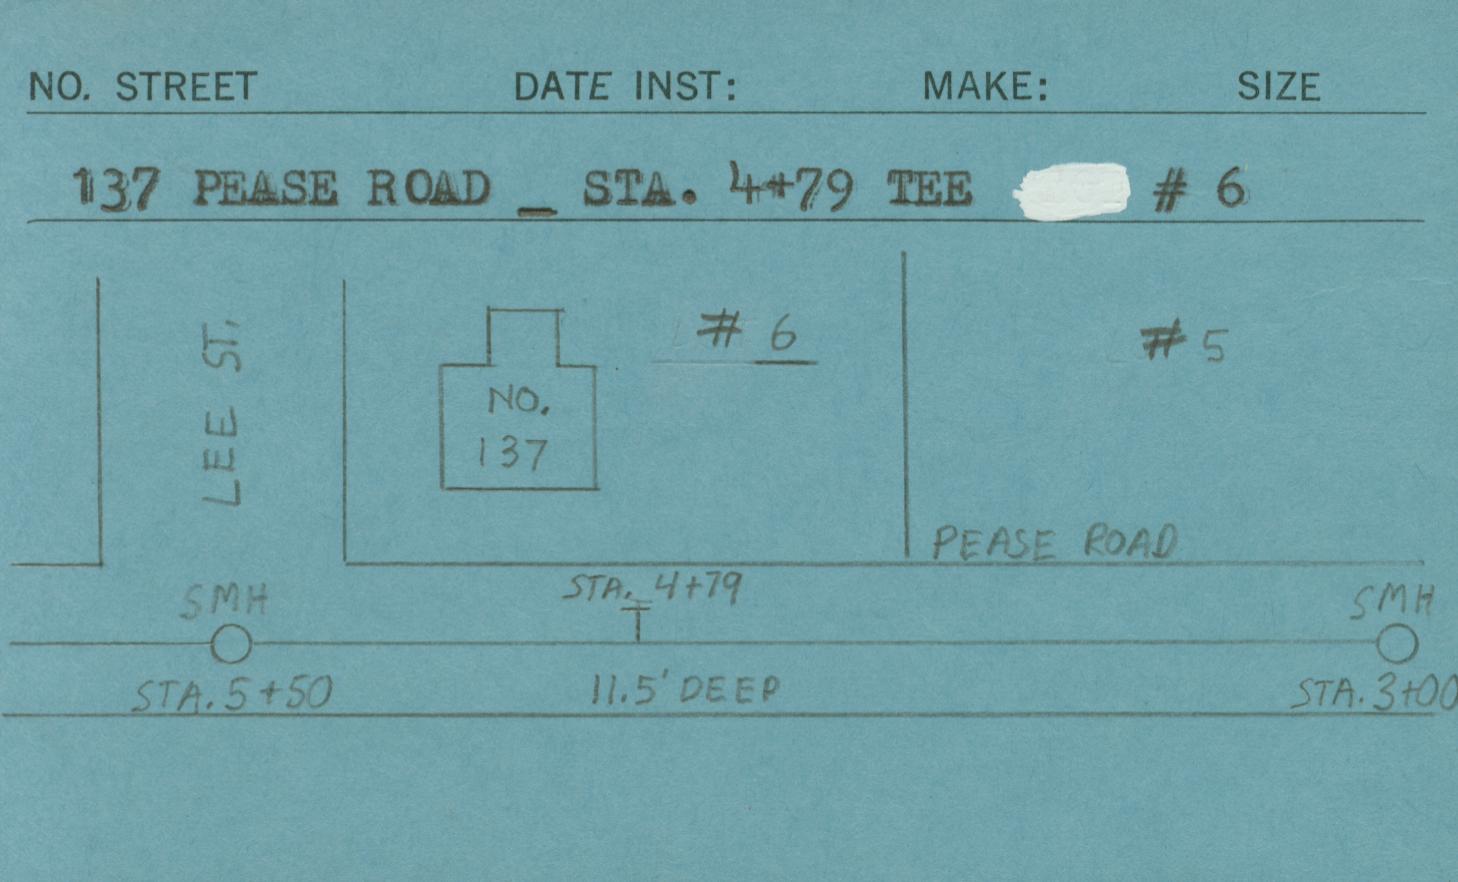 NO. STREET DATE INST: MAKE: SIZE
137 PEASE ROAD _ STA. 4+79 TEE # 6
LEE ST.
# 6
# 5
NO.
137
PEASE ROAD
SMH
STA. 4+79
SMH
STA. 5+50
11.5' DEEP
STA. 3+00